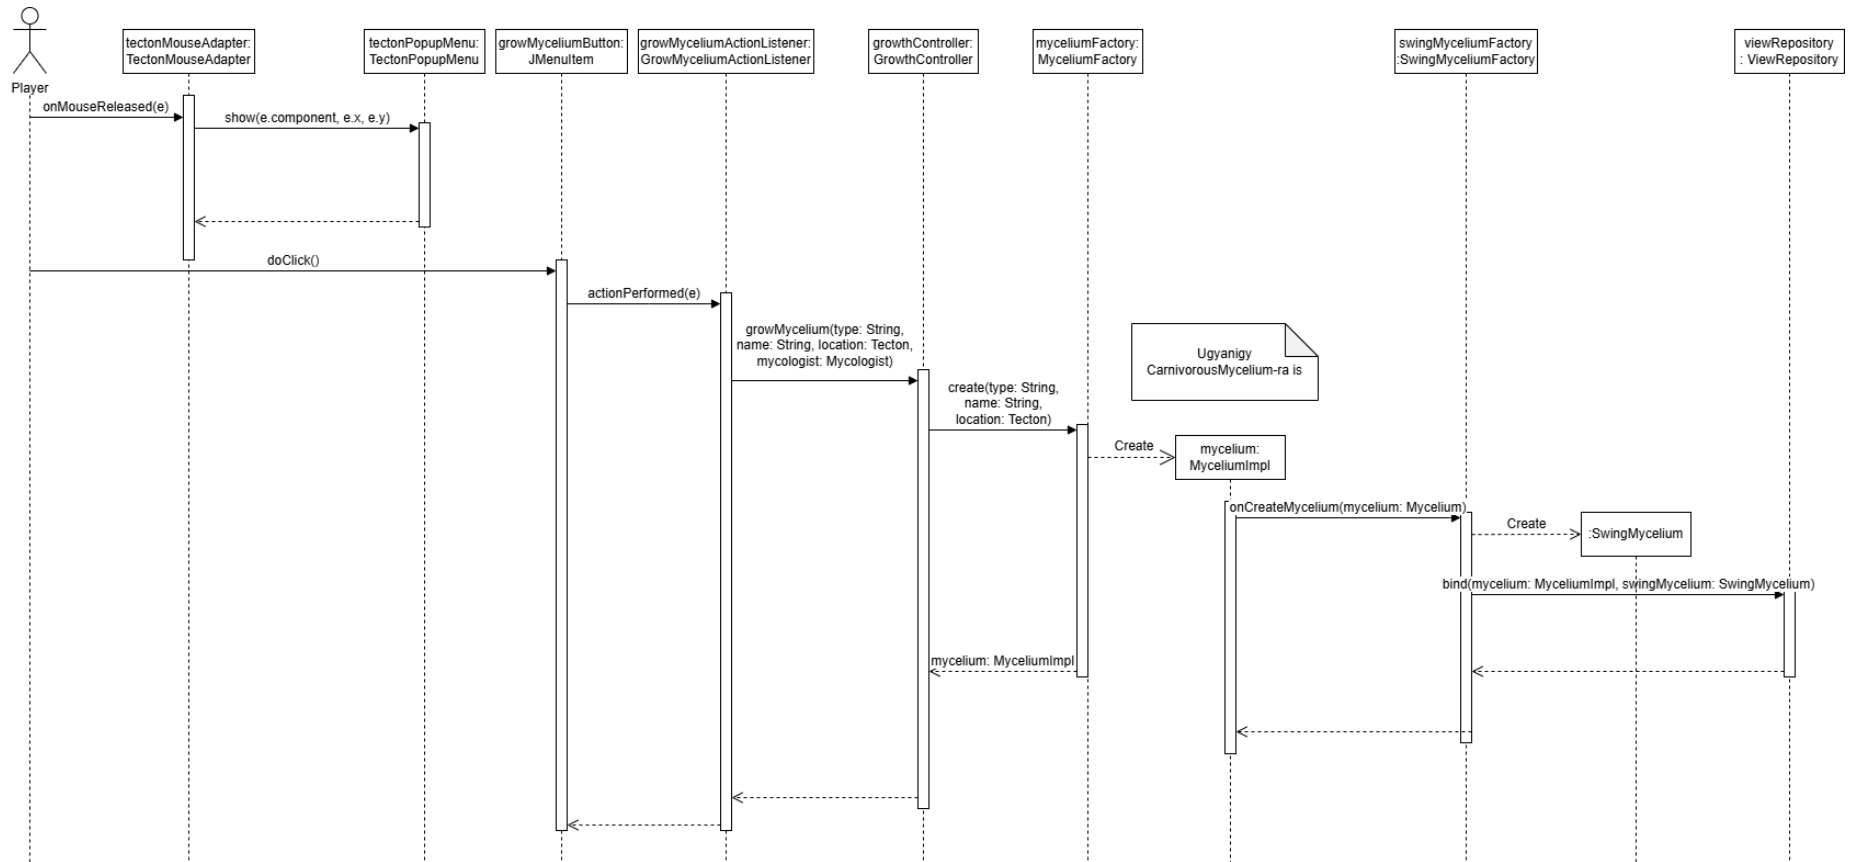 Player
tectonMouseAdapter:
TectonMouseAdapter
tectonPopupMenu:
TectonPopupMenu
growMyceliumButton:
JMenuItem
growMyceliumActionListener:
GrowMyceliumActionListener
growthController:
GrowthController
myceliumFactory:
MyceliumFactory
swingMyceliumFactory
:SwingMyceliumFactory
viewRepository
: ViewRepository
onMouseReleased(e)
show(e.component, e.x, e.y)
doClick()
actionPerformed(e)
growMycelium(type: String,
name: String, location: Tecton,
mycologist: Mycologist)
Ugyanigy
CarnivorousMycelium-ra is
create(type: String,
name: String,
location: Tecton)
Create
mycelium:
MyceliumImpl
onCreateMycelium(mycelium: Mycelium)
Create
:SwingMycelium
bind(mycelium: MyceliumImpl, swingMycelium: SwingMycelium)
mycelium: MyceliumImpl